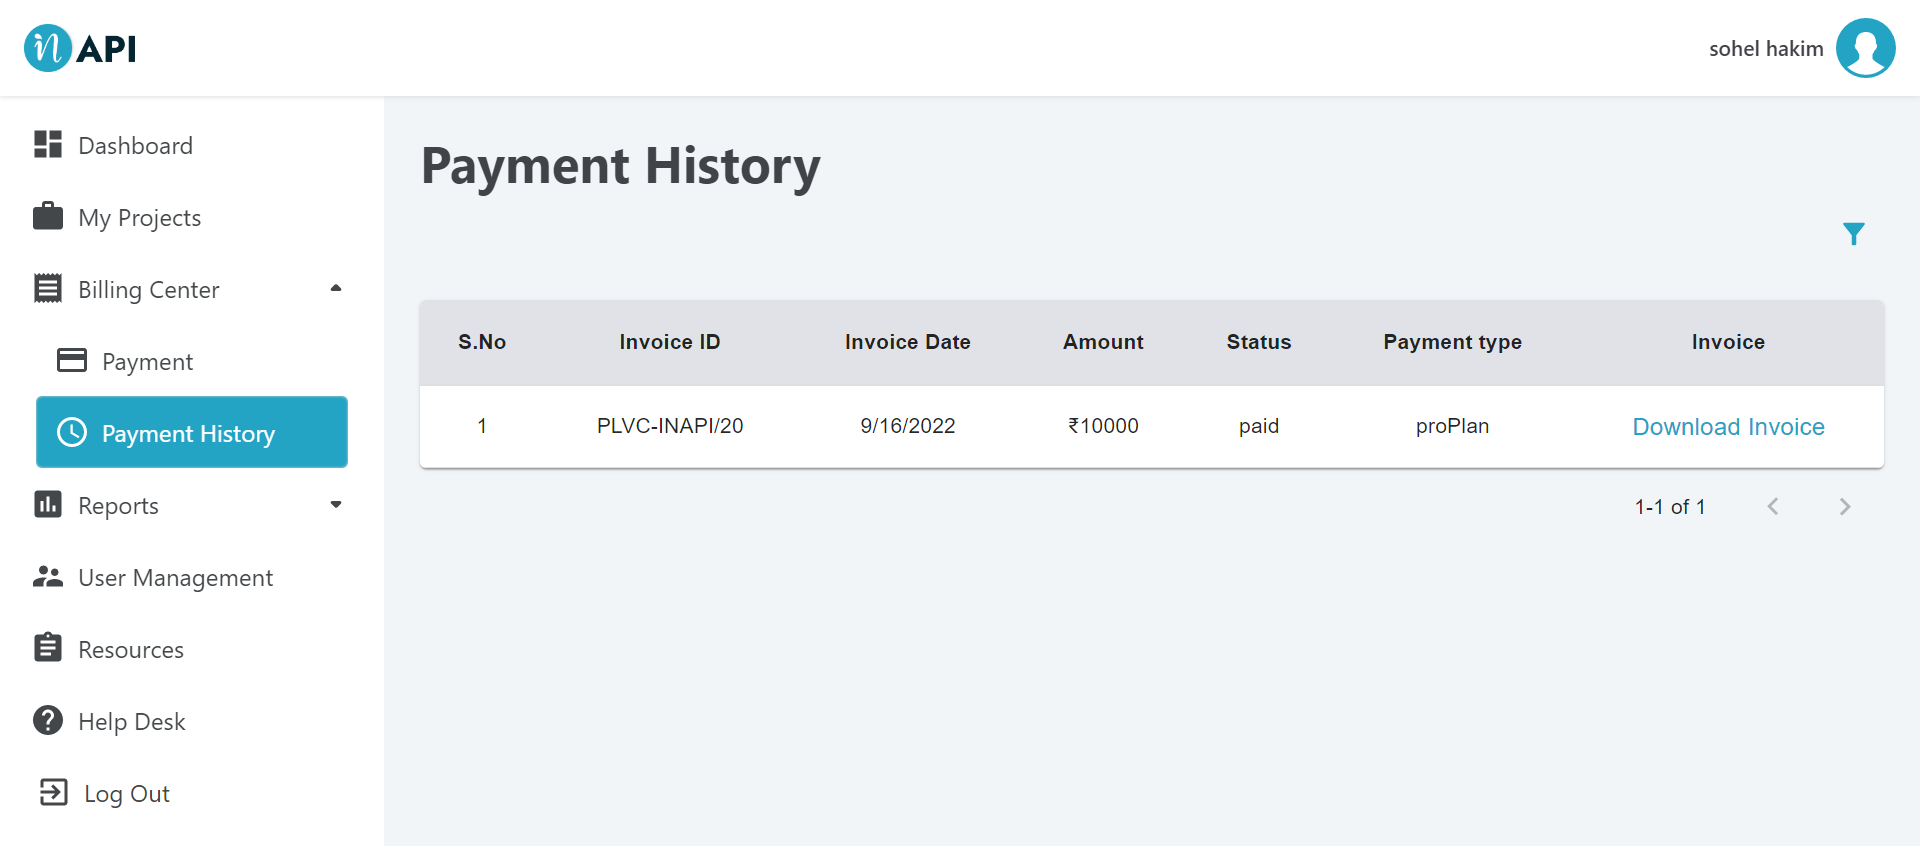 in API
sohel hakim
Dashboard
My Projects
Billing Center
Payment
Payment History
Reports
User Management
Resources
Help Desk
Log Out
Payment History
S.No Invoice ID Invoice Date Amount Status Payment type Invoice
1 PLVC-INAPI/20 9/16/2022 ₹10000 paid proPlan Download Invoice
1-1 of 1